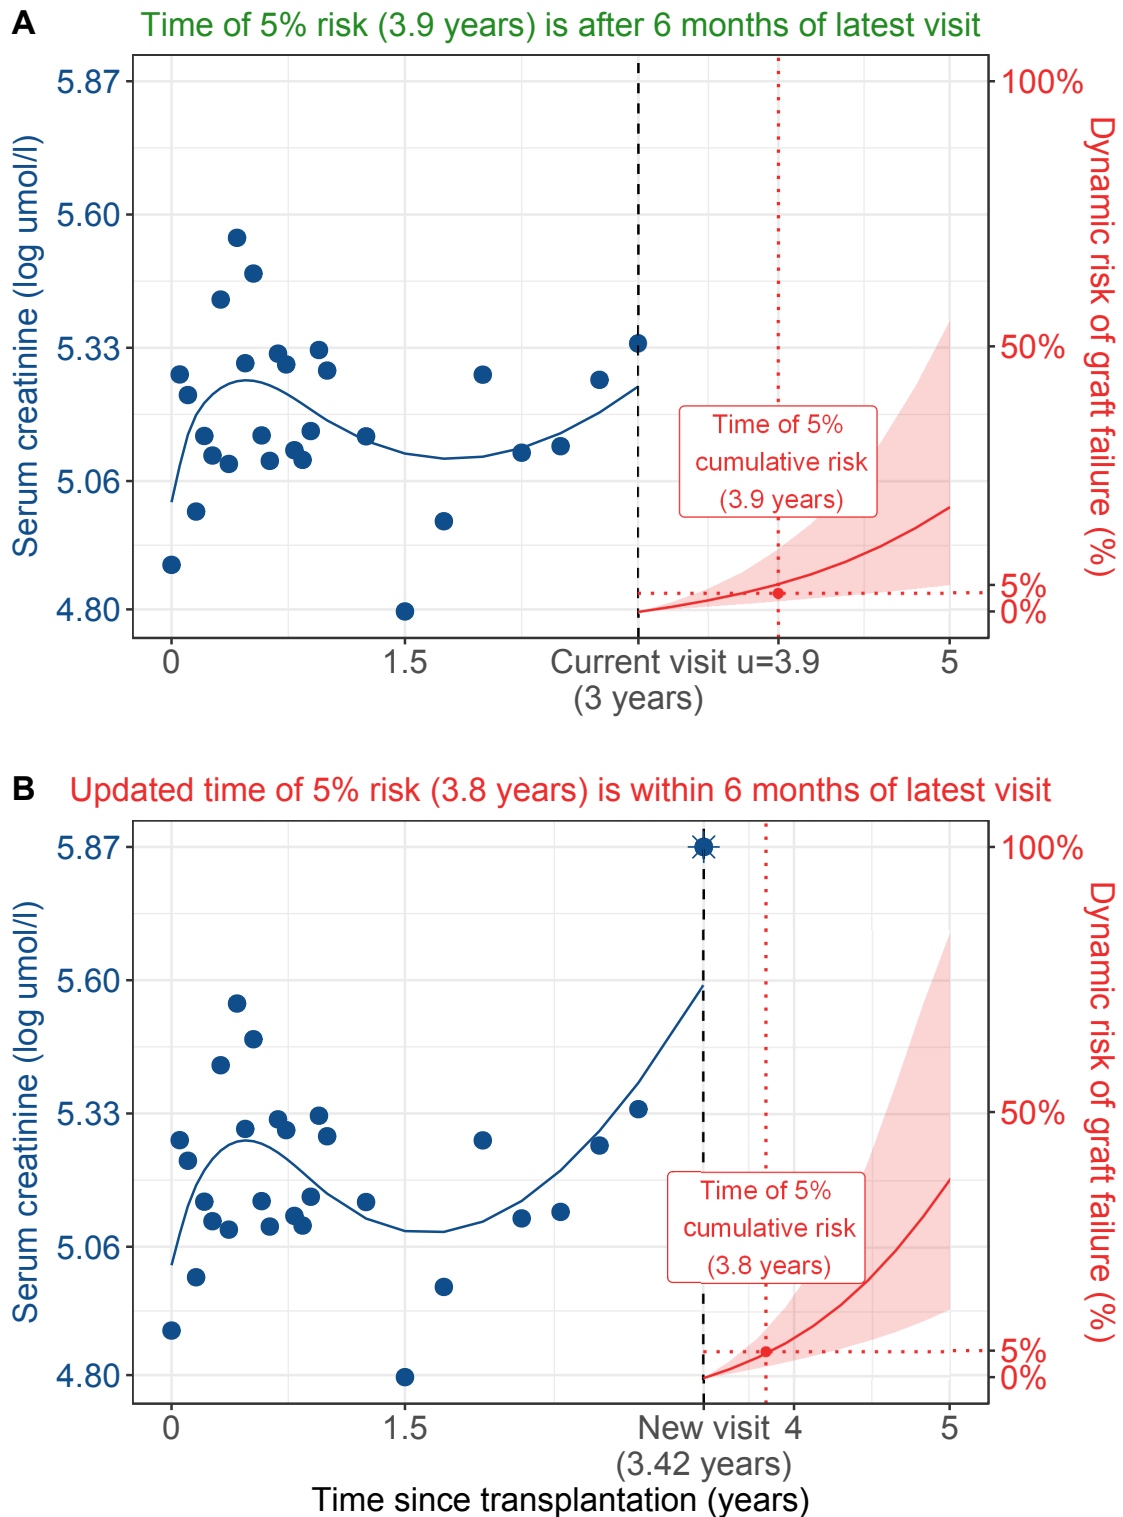 A
Time of 5% risk (3.9 years) is after 6 months of latest visit
Serum creatinine (log umol/l)
5.87
5.60
5.33
5.06
4.80
100%
50%
5%
0%
Dynamic risk of graft failure (%)
Time of 5%
cumulative risk
(3.9 years)
0
1.5
Current visit
(3 years)
u=3.9
5
B
Updated time of 5% risk (3.8 years) is within 6 months of latest visit
Serum creatinine (log umol/l)
5.87
5.60
5.33
5.06
4.80
100%
50%
5%
0%
Dynamic risk of graft failure (%)
Time of 5%
cumulative risk
(3.8 years)
0
1.5
New visit
(3.42 years)
4
5
Time since transplantation (years)